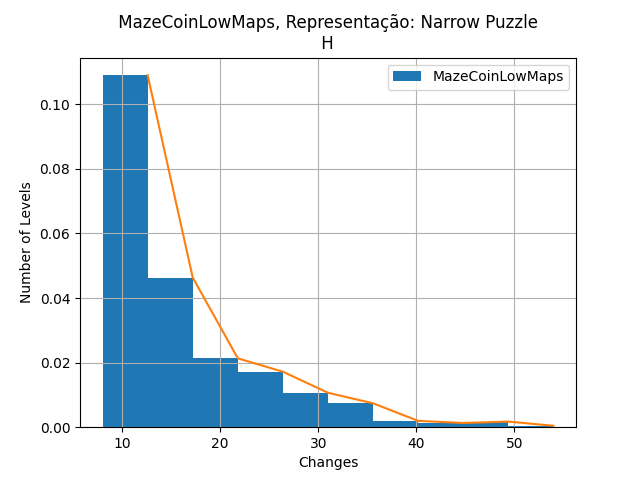 MazeCoinLowMaps, Representação: Narrow Puzzle
H
MazeCoinLowMaps
0.10
0.08
0.06
0.04
0.02
0.00
Number of Levels
10 20 30 40 50
Changes